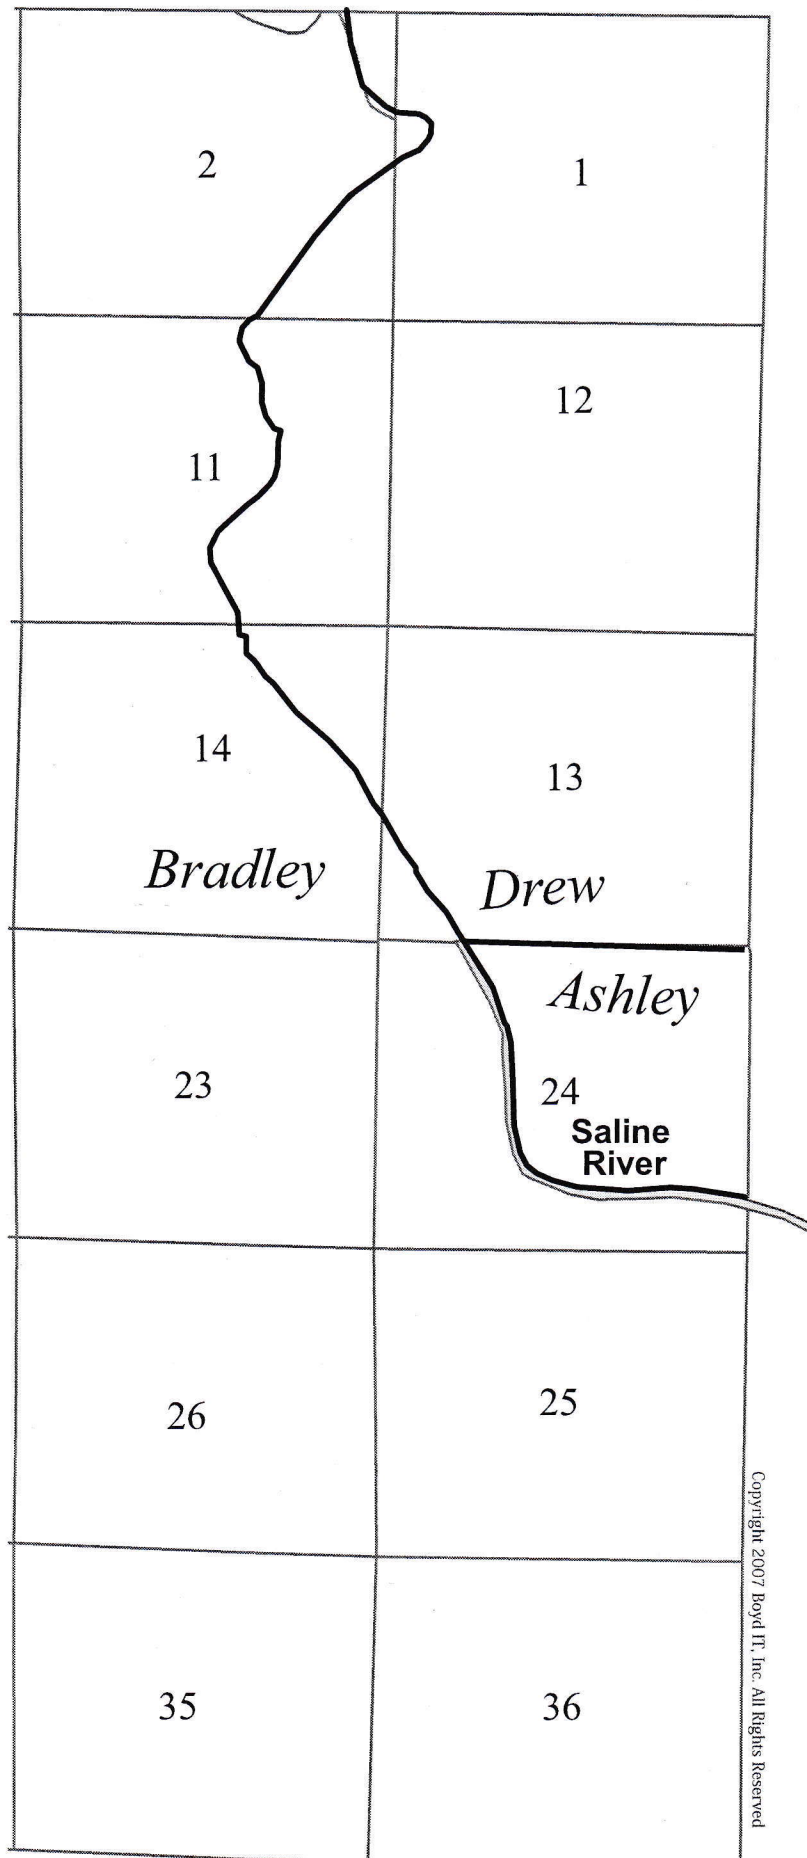 2
1
12
11
14
13
Bradley
Drew
Ashley
23
24
Saline
River
26
25
35
36
Copyright 2007 Boyd IT, Inc. All Rights Reserved